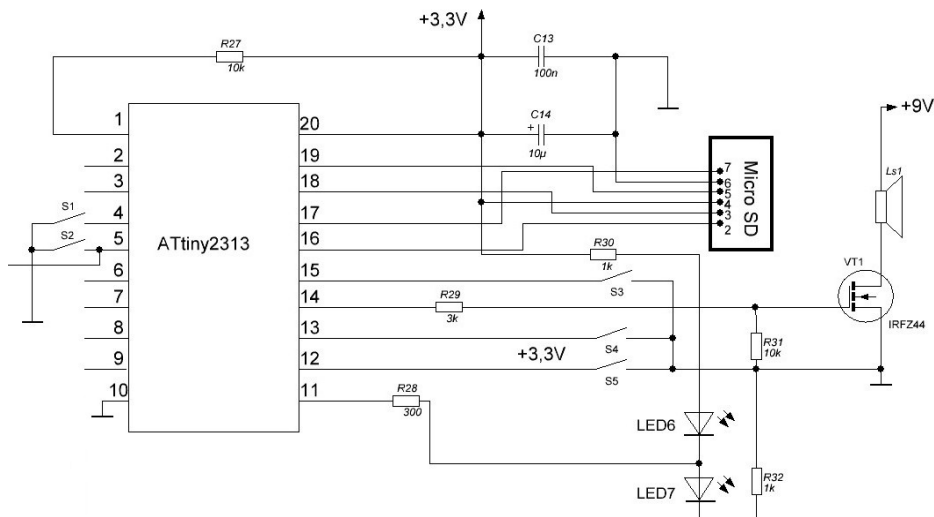 +3,3V
R27
10k
C13
100n
C14
+
10µ
+9V
Ls1
1
2
3
4
5
6
7
8
9
10
20
19
18
17
16
15
14
13
12
11
ATtiny2313
S1
S2
7
6
5
4
3
2
Micro SD
R30
1k
S3
R29
3k
VT1
IRFZ44
S4
+3,3V
S5
R31
10k
R28
300
LED6
LED7
R32
1k